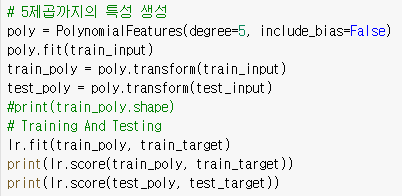 # 5제곱까지의 특성 생성
poly = PolynomialFeatures(degree=5, include_bias=False)
poly.fit(train_input)
train_poly = poly.transform(train_input)
test_poly = poly.transform(test_input)
#print(train_poly.shape)
# Training And Testing
lr.fit(train_poly, train_target)
print(lr.score(train_poly, train_target))
print(lr.score(test_poly, test_target))